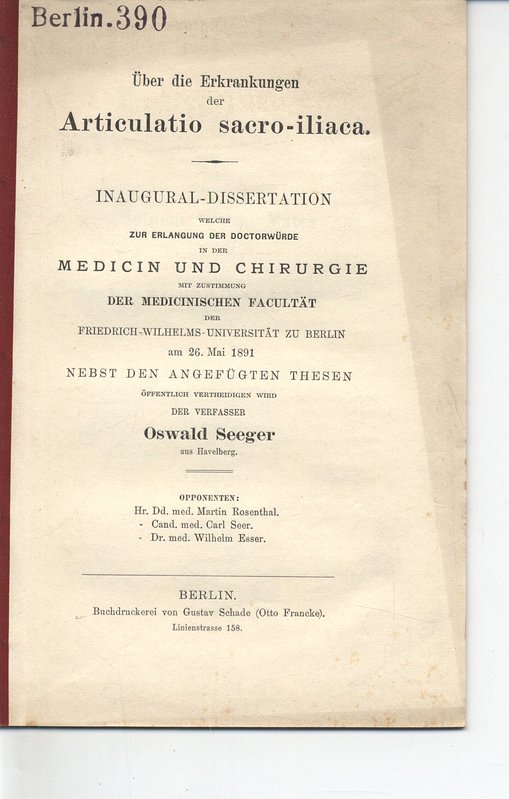 Berlin.390
Über die Erkrankungen
der
Articulatio sacro-iliaca.
INAUGURAL-DISSERTATION
WELCHE
ZUR ERLANGUNG DER DOCTORWÜRDE
IN DER
MEDICIN UND CHIRURGIE
MIT ZUSTIMMUNG
DER MEDICINISCHEN FACULTÄT
DER
FRIEDRICH-WILHELMS-UNIVERSITÄT ZU BERLIN
am 26. Mai 1891
NEBST DEN ANGEFÜGTEN THESEN
ÖFFENTLICH VERTHEIDIGEN WIRD
DER VERFASSER
Oswald Seeger
aus Havelberg.
OPPONENTEN:
Hr. Dd. med. Martin Rosenthal.
- Cand. med. Carl Seer.
- Dr. med. Wilhelm Esser.
BERLIN.
Buchdruckerei von Gustav Schade (Otto Francke).
Linienstrasse 158.